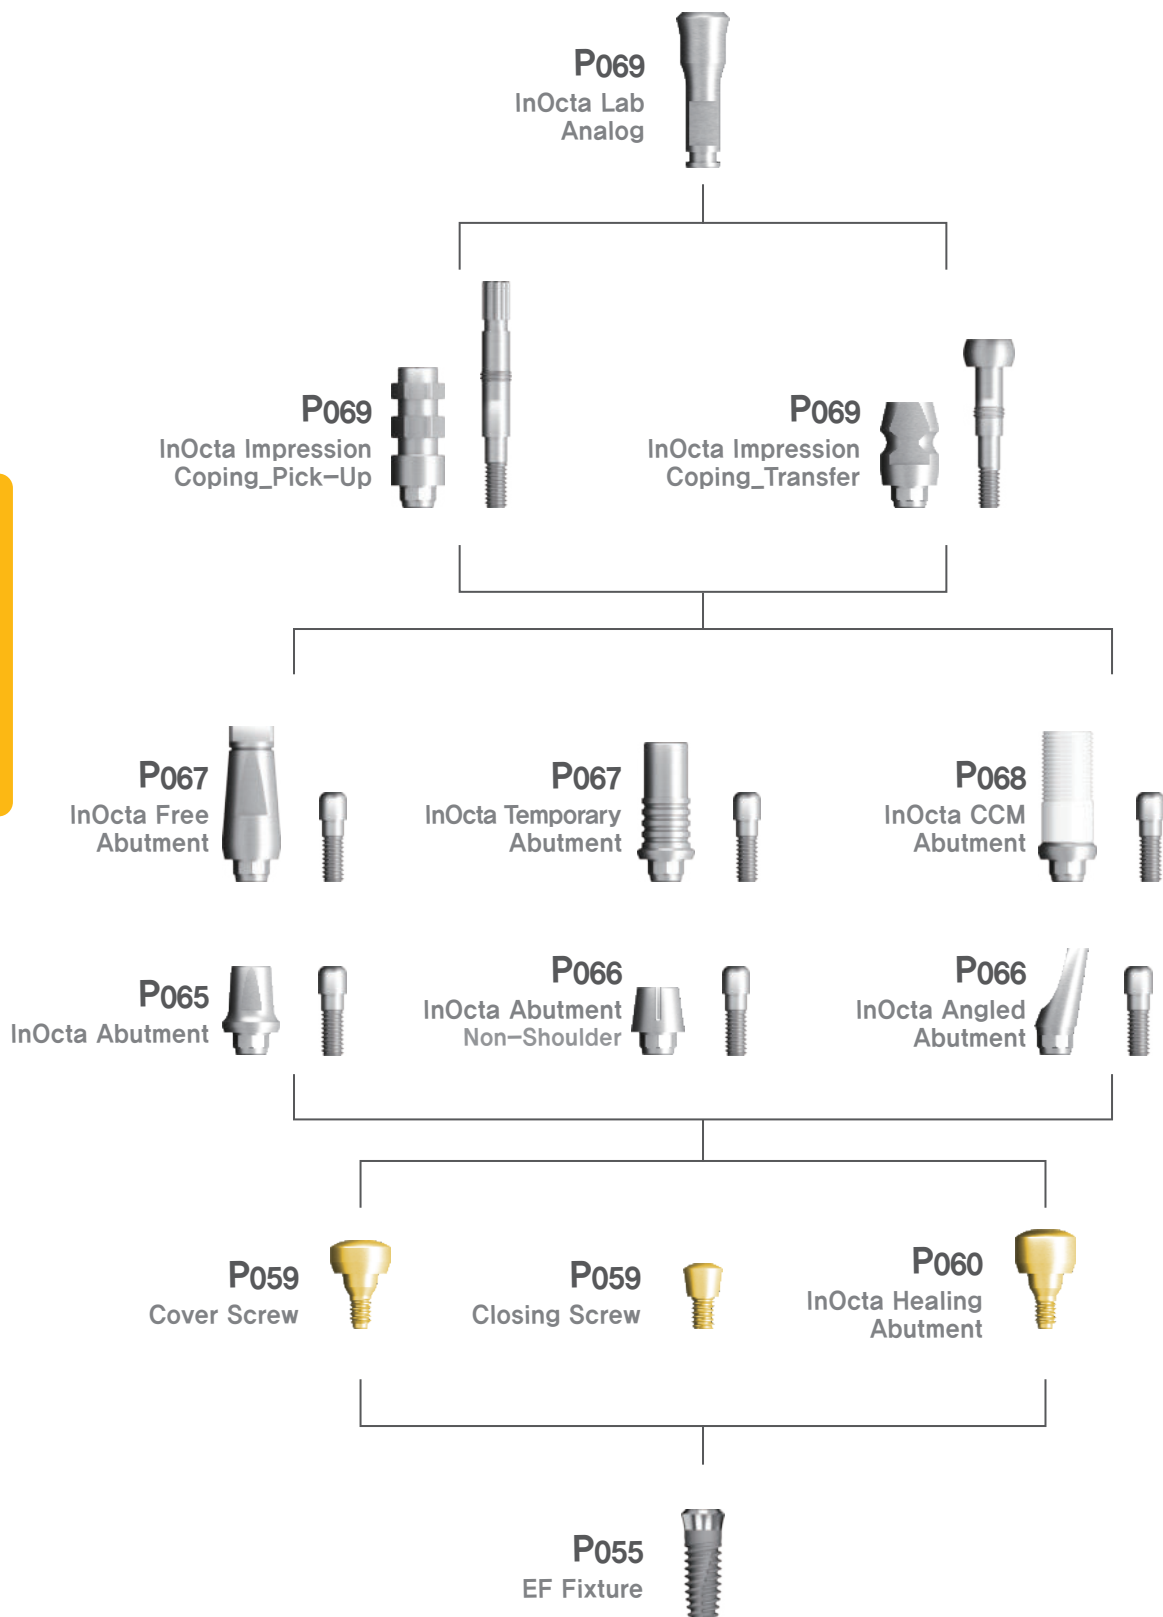 P069
InOcta Lab
Analog
P069
InOcta Impression
Coping_Pick-Up
P069
InOcta Impression
Coping_Transfer
P067
InOcta Free
Abutment
P067
InOcta Temporary
Abutment
P068
InOcta CCM
Abutment
P065
InOcta Abutment
P066
InOcta Abutment
Non-Shoulder
P066
InOcta Angled
Abutment
P059
Cover Screw
P059
Closing Screw
P060
InOcta Healing
Abutment
P055
EF Fixture